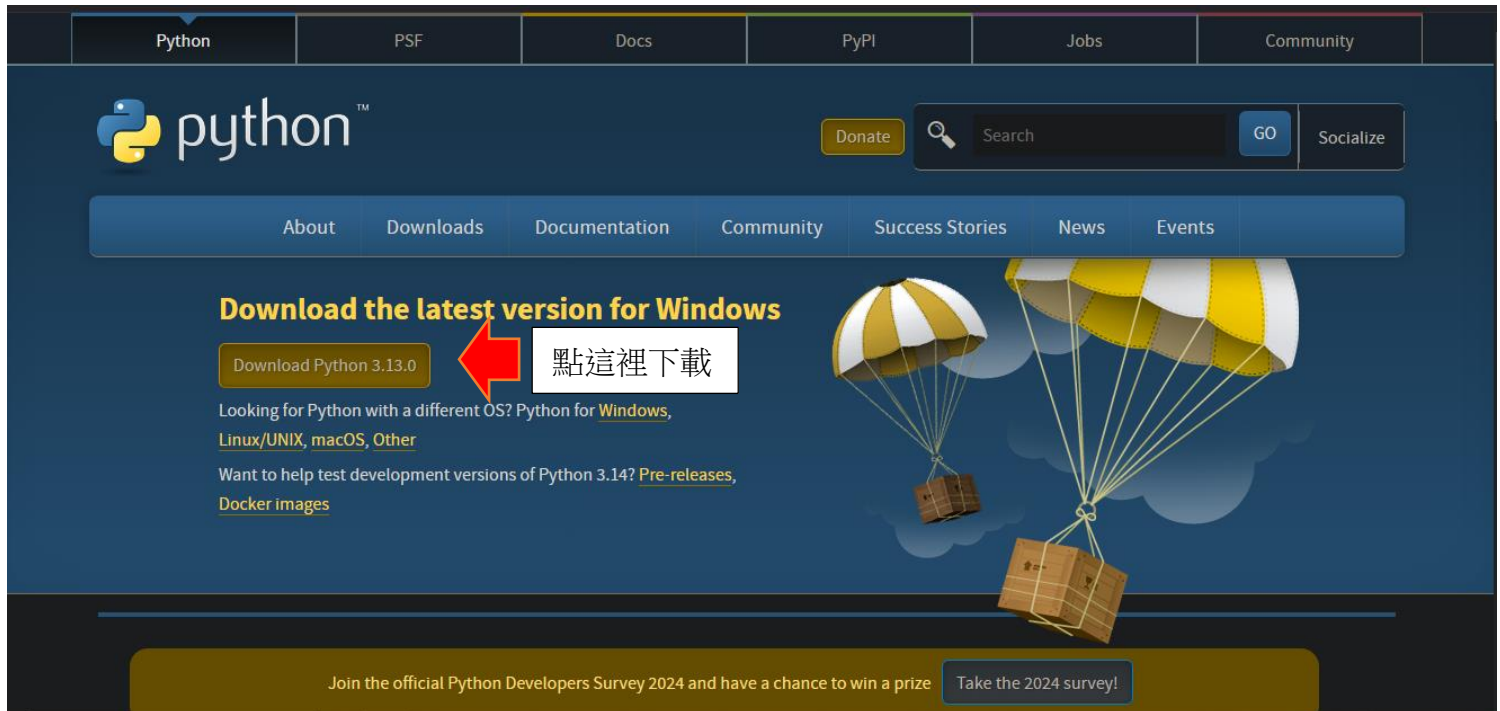 Python PSF Docs PyPI Jobs Community
python™
Donate Search GO Socialize
About Downloads Documentation Community Success Stories News Events
Download the latest version for Windows
Download Python 3.13.0 點這裡下載
Looking for Python with a different OS? Python for Windows,
Linux/UNIX, macOS, Other
Want to help test development versions of Python 3.14? Pre-releases,
Docker images
Join the official Python Developers Survey 2024 and have a chance to win a prize Take the 2024 survey!